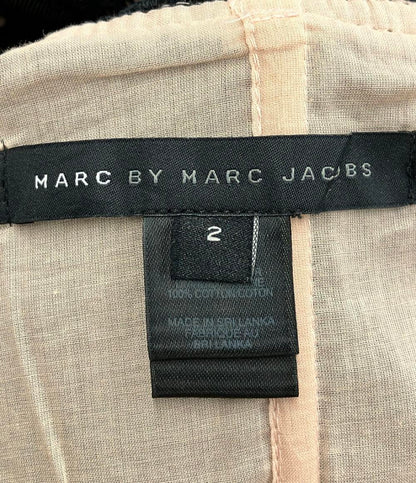 MARC BY MARC JACOBS
2
100% COTTON COTON
MADE IN SRI LANKA
FABRIQUE AU
SRI LANKA